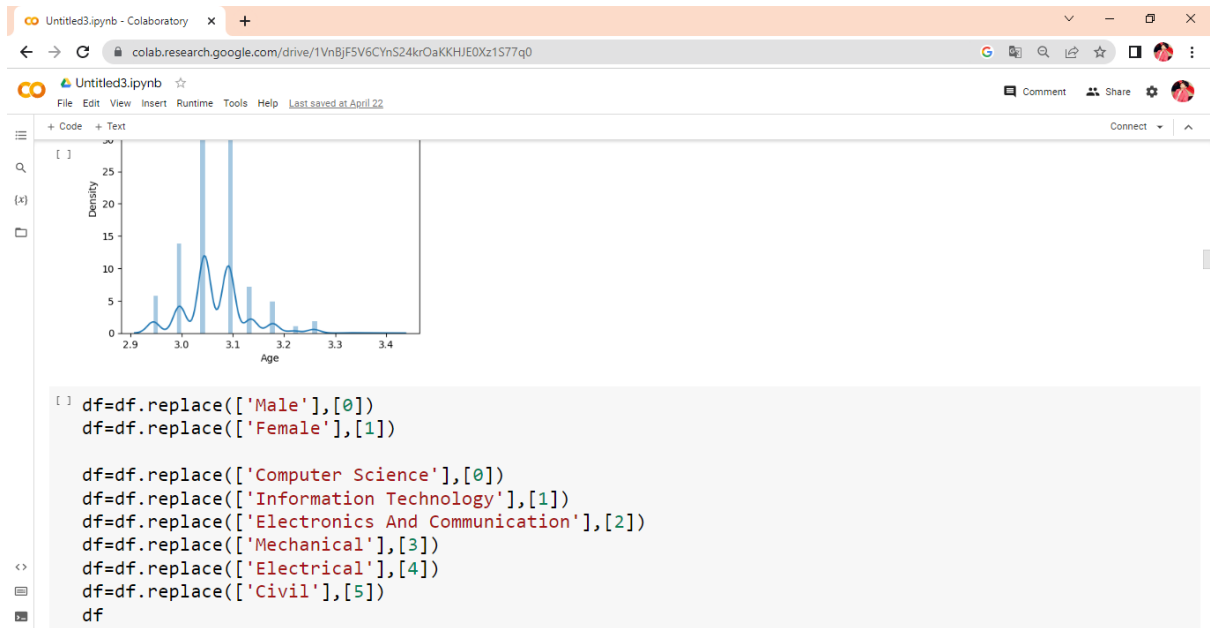 Untitled3.ipynb - Colaboratory
colab.research.google.com/drive/1VnBjF5V6CYnS24krOaKKHJE0Xz1S77q0
Untitled3.ipynb
File Edit View Insert Runtime Tools Help Last saved at April 22
Comment Share
+ Code + Text
Connect
[ ]
30
25
20
15
10
5
0
Density
2.9 3.0 3.1 3.2 3.3 3.4
Age
[ ] df=df.replace(['Male'],[0])
df=df.replace(['Female'],[1])
df=df.replace(['Computer Science'],[0])
df=df.replace(['Information Technology'],[1])
df=df.replace(['Electronics And Communication'],[2])
df=df.replace(['Mechanical'],[3])
df=df.replace(['Electrical'],[4])
df=df.replace(['Civil'],[5])
df
{x}